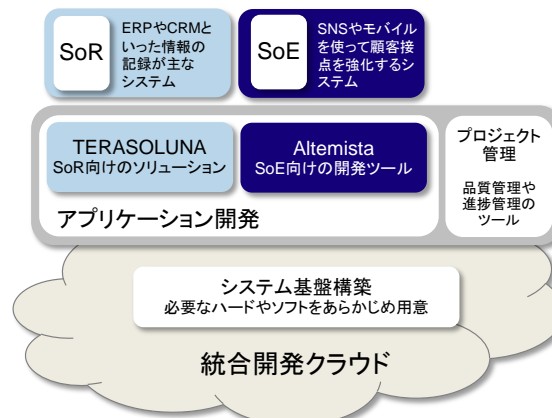 SoR
ERPやCRMと
いった情報の
記録が主な
システム
SoE
SNSやモバイル
を使って顧客接
点を強化するシ
ステム
TERASOLUNA
SoR向けのソリューション
Altemista
SoE向けの開発ツール
アプリケーション開発
プロジェクト
管理
品質管理や
進捗管理の
ツール
システム基盤構築
必要なハードやソフトをあらかじめ用意
統合開発クラウド